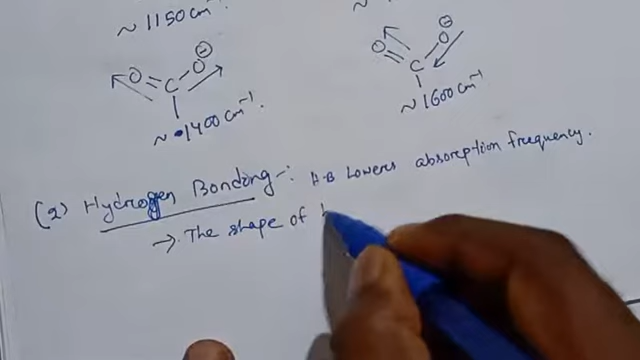 ~ 1150 cm⁻¹.
O = C - O ⊖
O = C - O ⊖
~ 1400 cm⁻¹.
~ 1600 cm⁻¹
(2) Hydrogen Bonding -: H-B Lowers absorption frequency.
→ The shape of